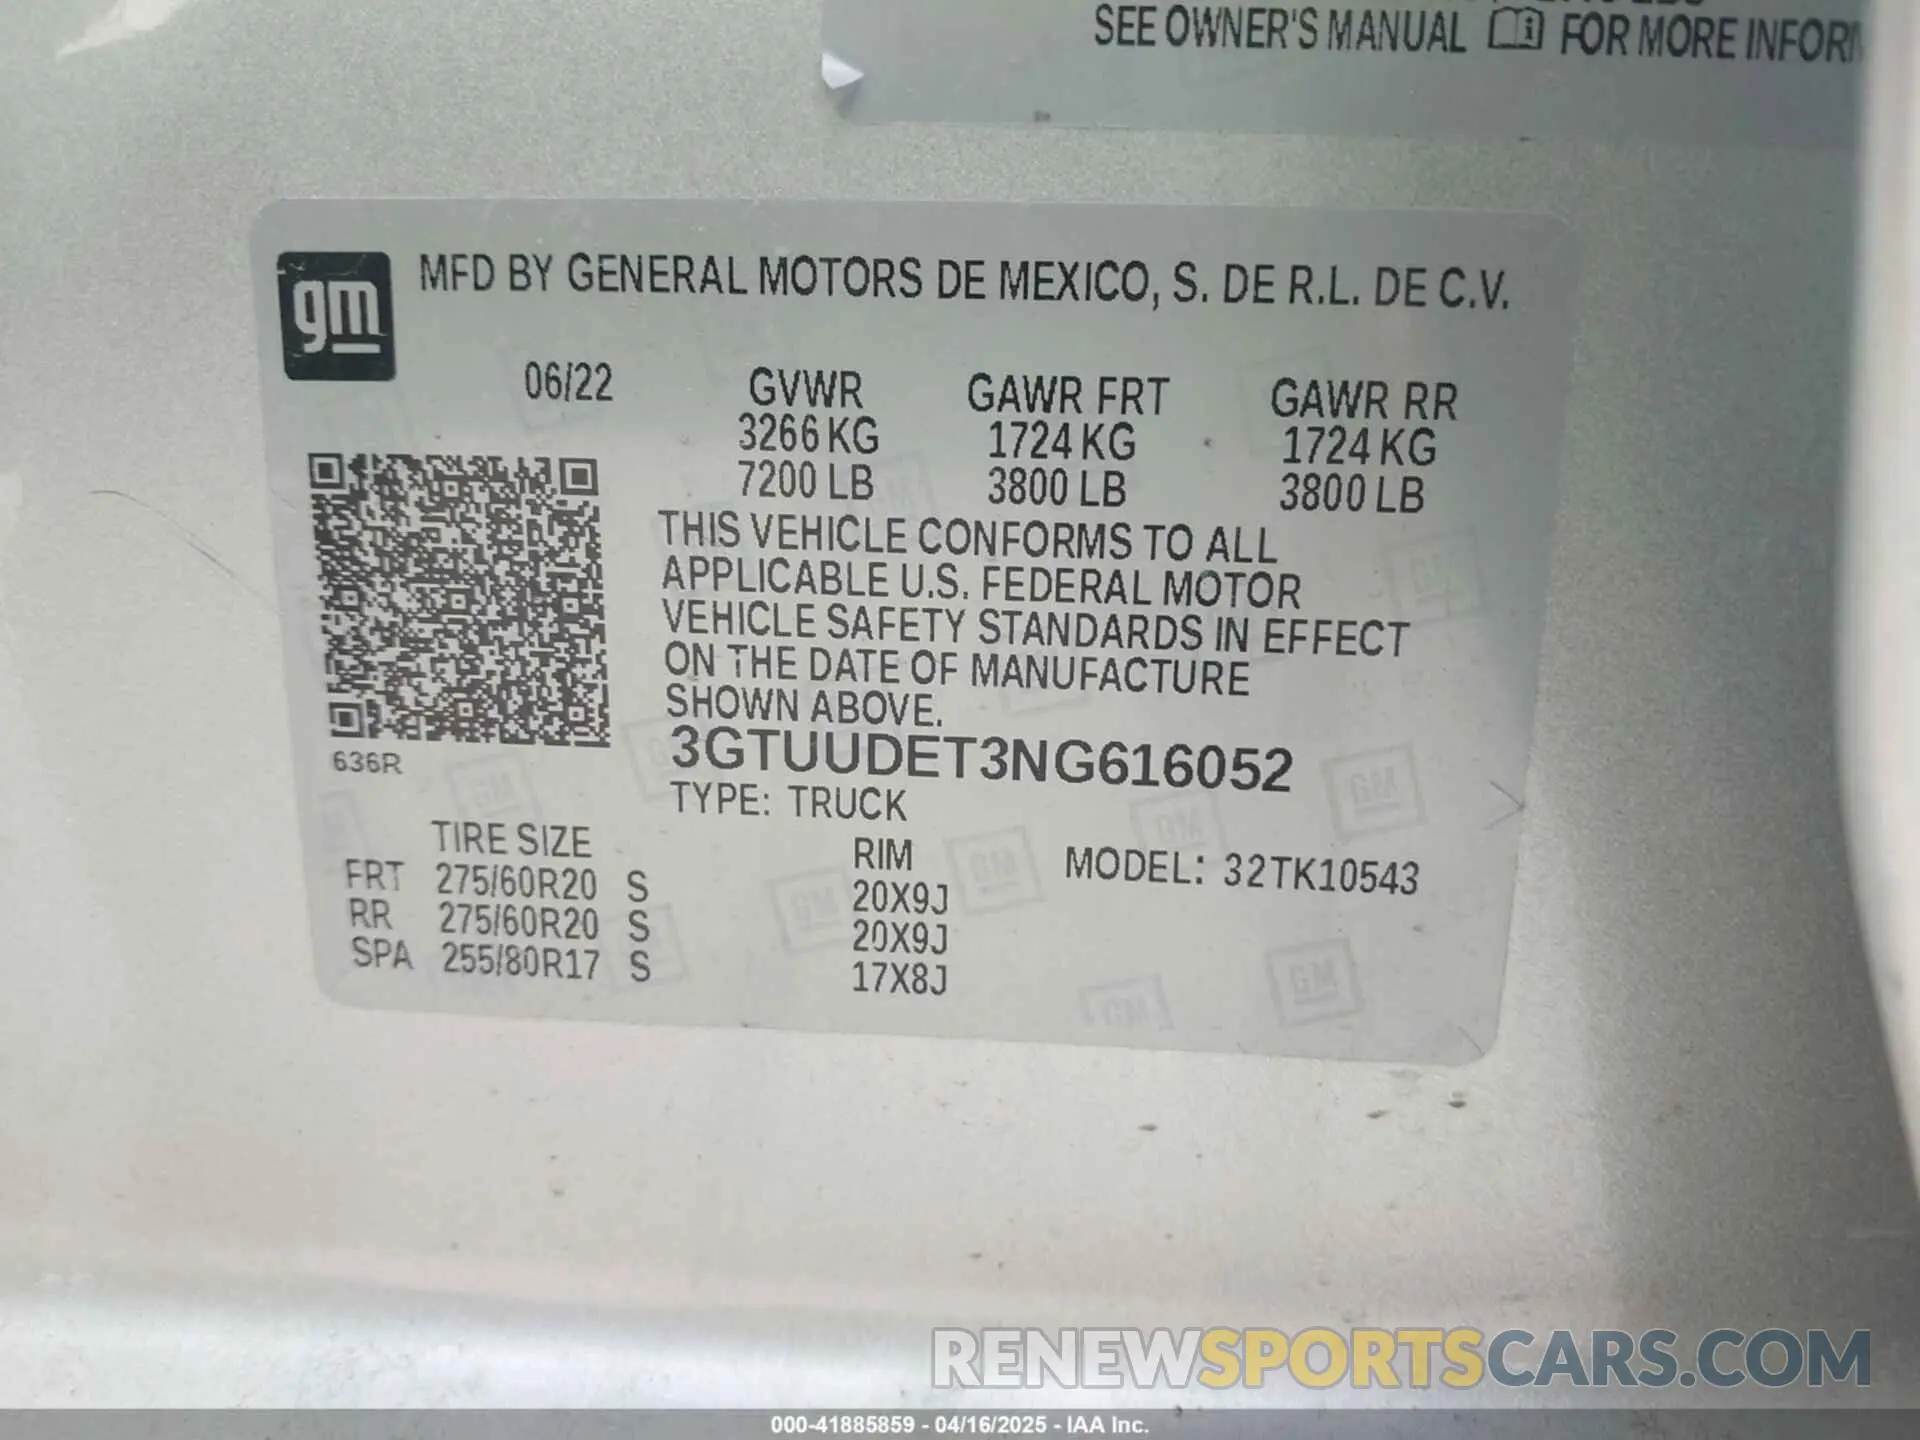 SEE OWNER'S MANUAL FOR MORE
gm
MFD BY GENERAL MOTORS DE MEXICO, S. DE R.L. DE C.V.
06/22 GVWR GAWR FRT GAWR RR
3266 KG 1724 KG 1724 KG
7200 LB 3800 LB 3800 LB
THIS VEHICLE CONFORMS TO ALL
APPLICABLE U.S. FEDERAL MOTOR
VEHICLE SAFETY STANDARDS IN EFFECT
ON THE DATE OF MANUFACTURE
SHOWN ABOVE.
3GTUUDET3NG616052
636R
TYPE: TRUCK
TIRE SIZE RIM MODEL: 32TK10543
FRT 275/60R20 S 20X9J
RR 275/60R20 S 20X9J
SPA 255/80R17 S 17X8J
RENEWSPORTSCARS.COM
000-41885859 - 04/16/2025 - IAA Inc.